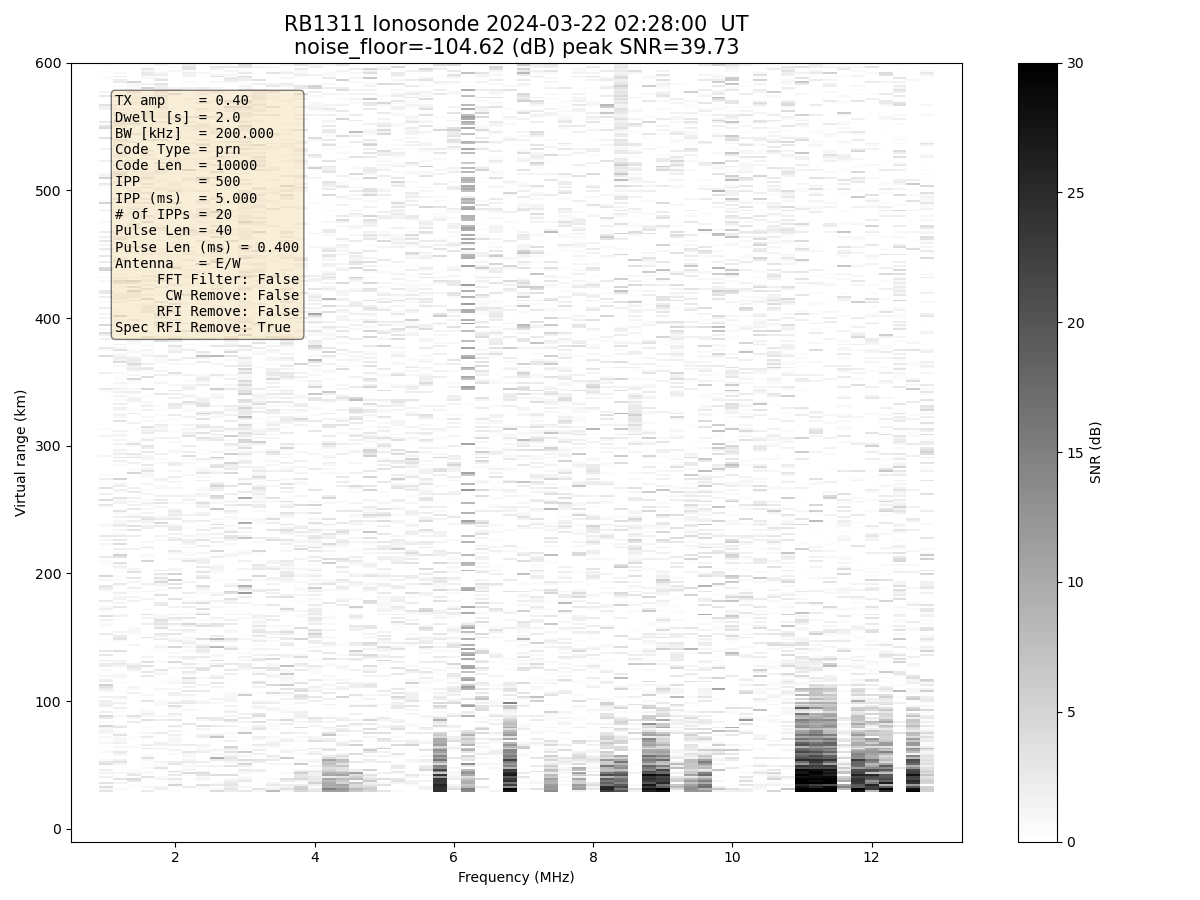 RB1311 Ionosonde 2024-03-22 02:28:00  UT
noise_floor=-104.62 (dB) peak SNR=39.73
TX amp    = 0.40
Dwell [s] = 2.0
BW [kHz]  = 200.000
Code Type = prn
Code Len  = 10000
IPP       = 500
IPP (ms)  = 5.000
# of IPPs = 20
Pulse Len = 40
Pulse Len (ms) = 0.400
Antenna   = E/W
FFT Filter: False
CW Remove: False
RFI Remove: False
Spec RFI Remove: True
Virtual range (km)
600
500
400
300
200
100
0
2 4 6 8 10 12
Frequency (MHz)
30
25
20
15
10
5
0
SNR (dB)